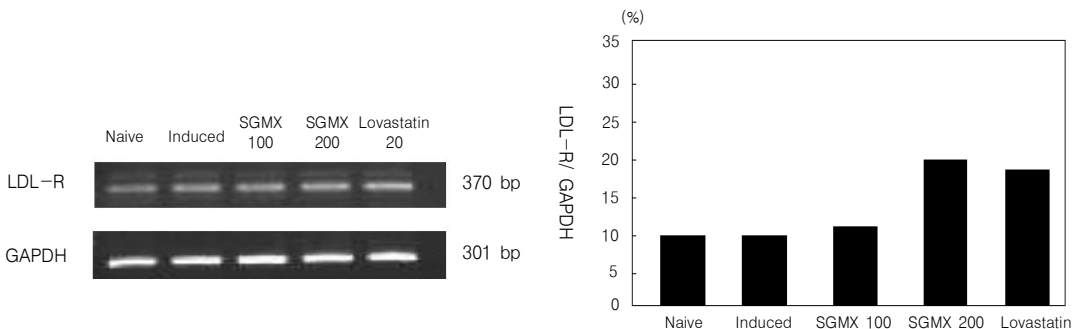 Naive Induced SGMX 100 SGMX 200 Lovastatin 20
LDL-R 370 bp
GAPDH 301 bp
(%)
35
30
25
20
15
10
5
0
LDL-R/ GAPDH
Naive Induced SGMX 100 SGMX 200 Lovastatin